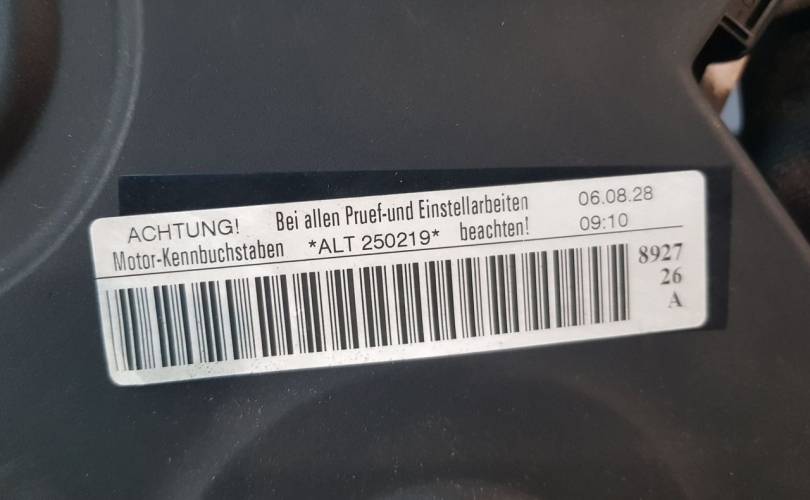 ACHTUNG! Bei allen Pruef-und Einstellarbeiten 06.08.28
Motor-Kennbuchstaben *ALT 250219* beachten! 09:10
8927
26
A